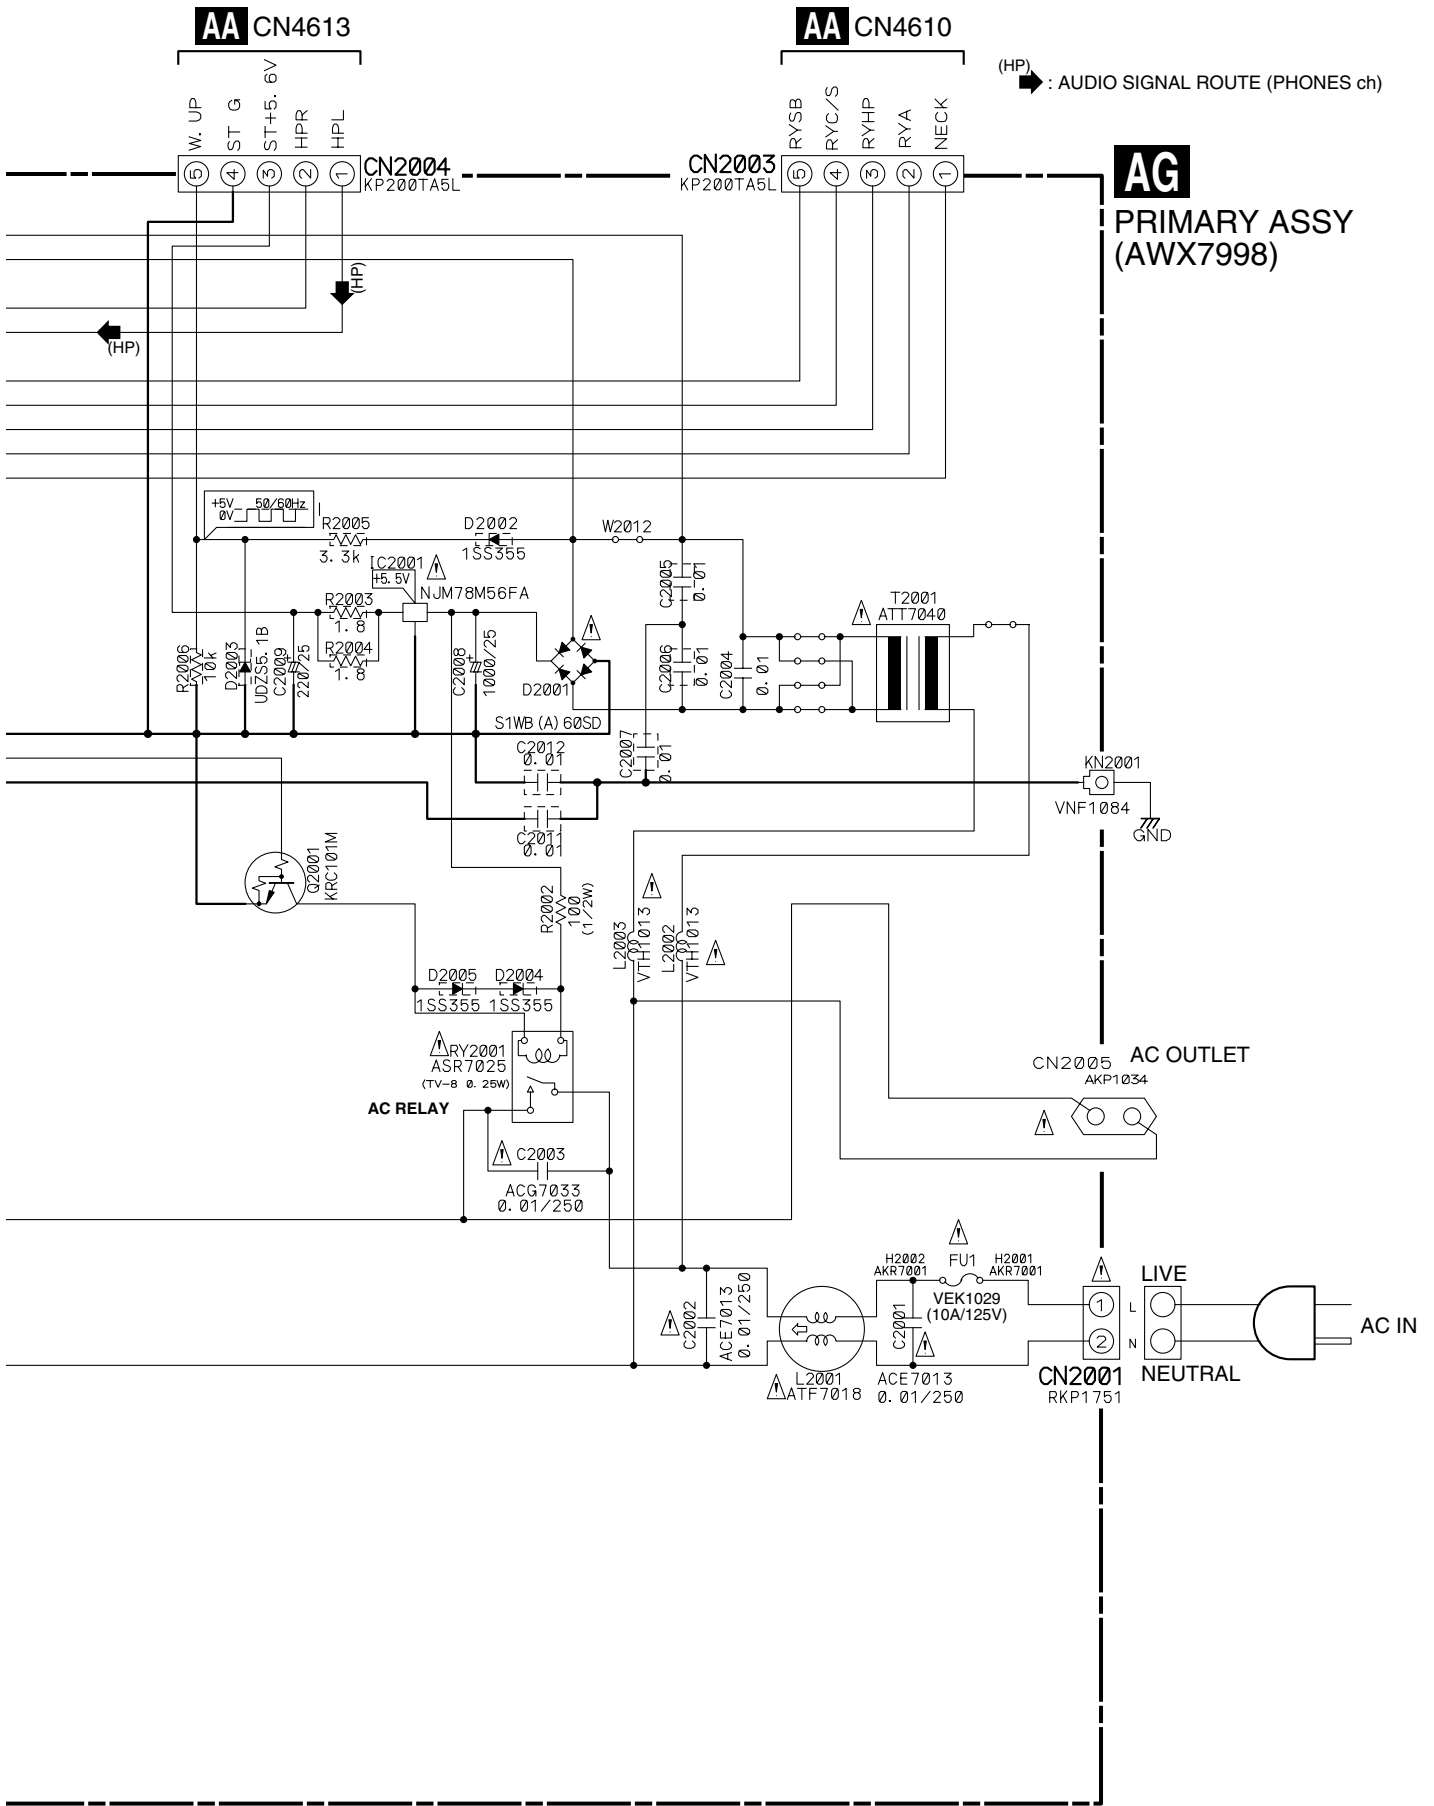 AA CN4613
AA CN4610
(HP)
: AUDIO SIGNAL ROUTE (PHONES ch)
W. UP
ST G
ST+5. 6V
HPR
HPL
RYSB
RYC/S
RYHP
RYA
NECK
5 4 3 2 1
CN2004
KP200TA5L
CN2003
KP200TA5L
5 4 3 2 1
AG
PRIMARY ASSY
(AWX7998)
(HP)
(HP)
+5V 50/60Hz
0V
R2005
3. 3k
D2002
1SS355
W2012
IC2001
+5. 5V
NJM78M56FA
R2003
1. 8
R2004
1. 8
R2006
10k
D2003
UDZS5. 1B
C2009
220/25
C2008
1000/25
D2001
S1WB (A) 60SD
C2005
0. 01
C2006
0. 01
C2004
0. 01
T2001
ATT7040
C2012
0. 01
C2007
0. 01
C2011
0. 01
KN2001
VNF1084
GND
Q2001
KRC101M
R2002
100
(1/2W)
L2003
VTH1013
L2002
VTH1013
D2005
1SS355
D2004
1SS355
RY2001
ASR7025
(TV-8 0. 25W)
AC RELAY
CN2005
AKP1034
AC OUTLET
C2003
ACG7033
0. 01/250
C2002
ACE7013
0. 01/250
L2001
ATF7018
H2002
AKR7001
FU1
H2001
AKR7001
VEK1029
(10A/125V)
C2001
ACE7013
0. 01/250
1 L
2 N
LIVE
NEUTRAL
CN2001
RKP1751
AC IN